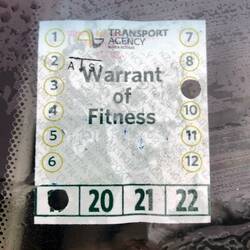 TRANSPORT
AGENCY
1
7
2
8
3
Warrant
of
Fitness
4
10
5
11
6
12
20
21
22